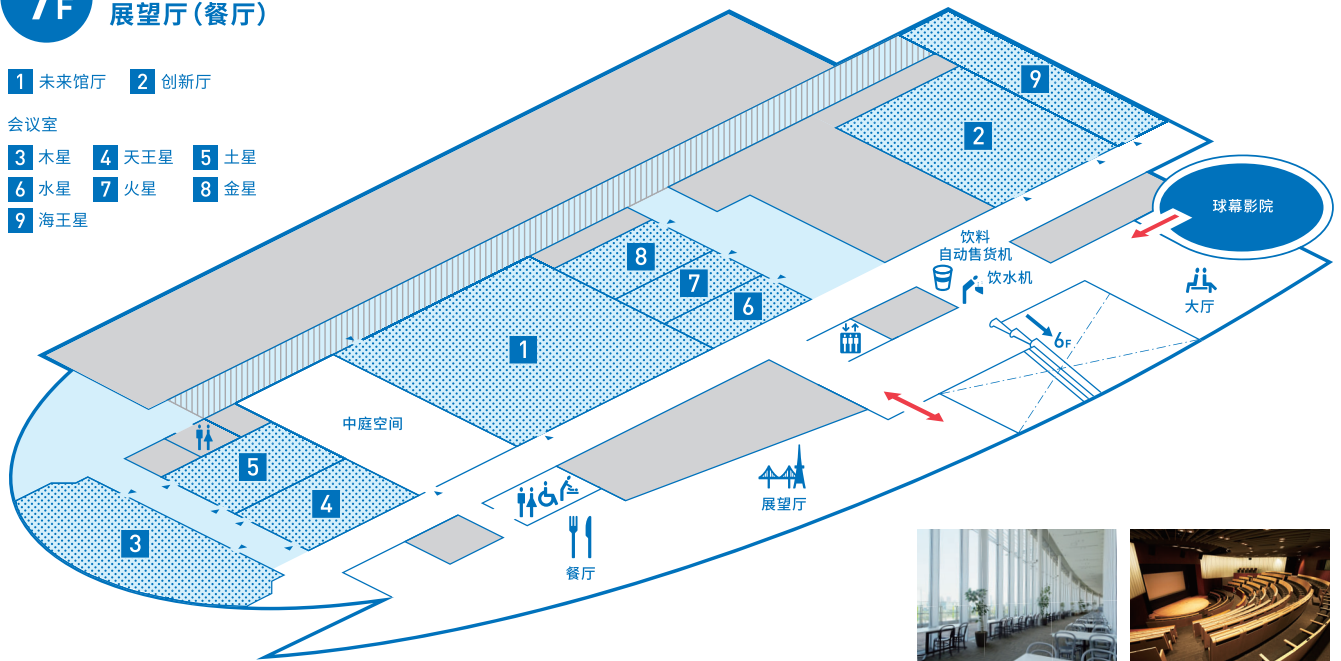 7F
展望厅（餐厅）
1 未来馆厅 2 创新厅
会议室
3 木星 4 天王星 5 土星
6 水星 7 火星 8 金星
9 海王星
9
2
球幕影院
饮料
自动售货机
饮水机
大厅
8
7
6
6F
1
中庭空间
5
4
展望厅
3
餐厅